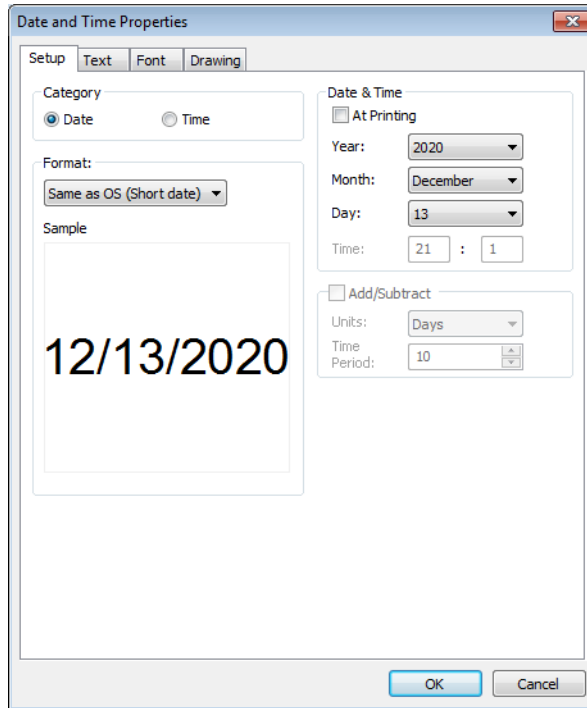 Date and Time Properties
Setup Text Font Drawing
Category
Date Time
Format:
Same as OS (Short date)
Sample
12/13/2020
Date & Time
At Printing
Year: 2020
Month: December
Day: 13
Time: 21 : 1
Add/Subtract
Units: Days
Time
Period: 10
OK Cancel